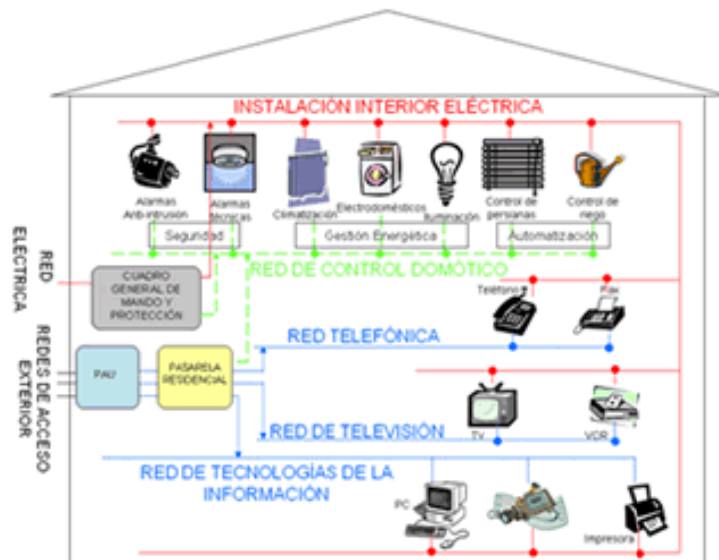 INSTALACIÓN INTERIOR ELÉCTRICA
Alarmas
Anti-intrusión
Alarmas
técnicas
Climatización
Electrodomésticos
Iluminación
Control de
persianas
Control de
riego
Seguridad
Gestión Energética
Automatización
RED DE CONTROL DOMÓTICO
RED
ELÉCTRICA
CUADRO
GENERAL DE
MANDO Y
PROTECCIÓN
Teléfono
Fax
RED TELEFÓNICA
REDES DE ACCESO
EXTERIOR
PAU
PASARELA
RESIDENCIAL
TV
VCR
RED DE TELEVISIÓN
RED DE TECNOLOGÍAS DE LA
INFORMACIÓN
PC
Impresora